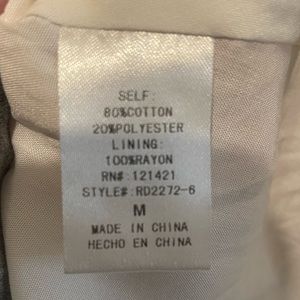 SELF:
80%COTTON
20%POLYESTER
LINING:
100%RAYON
RN#:121421
STYLE#:RD2272-6
M
MADE IN CHINA
HECHO EN CHINA